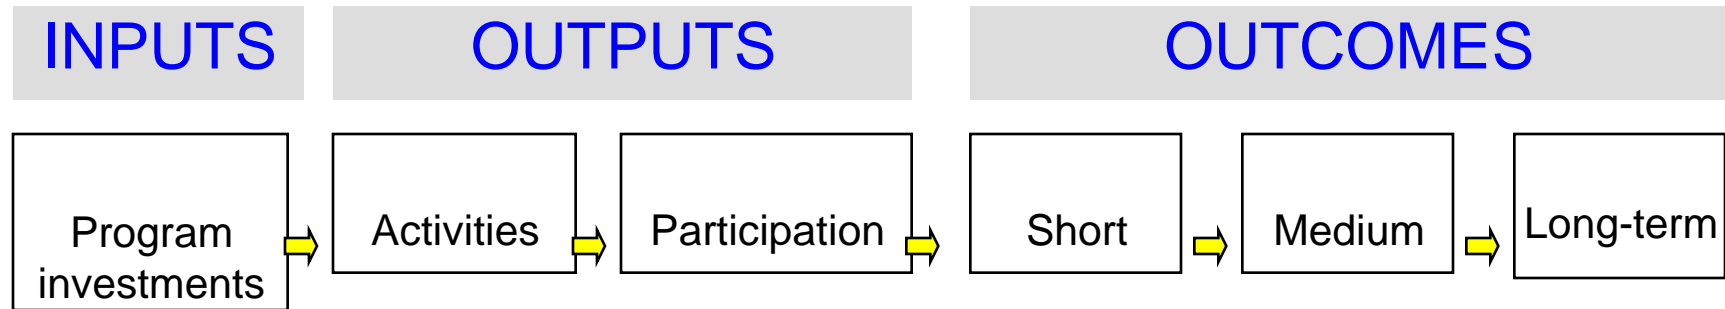 INPUTS
OUTPUTS
OUTCOMES
Program
investments
Activities
Participation
Short
Medium
Long-term